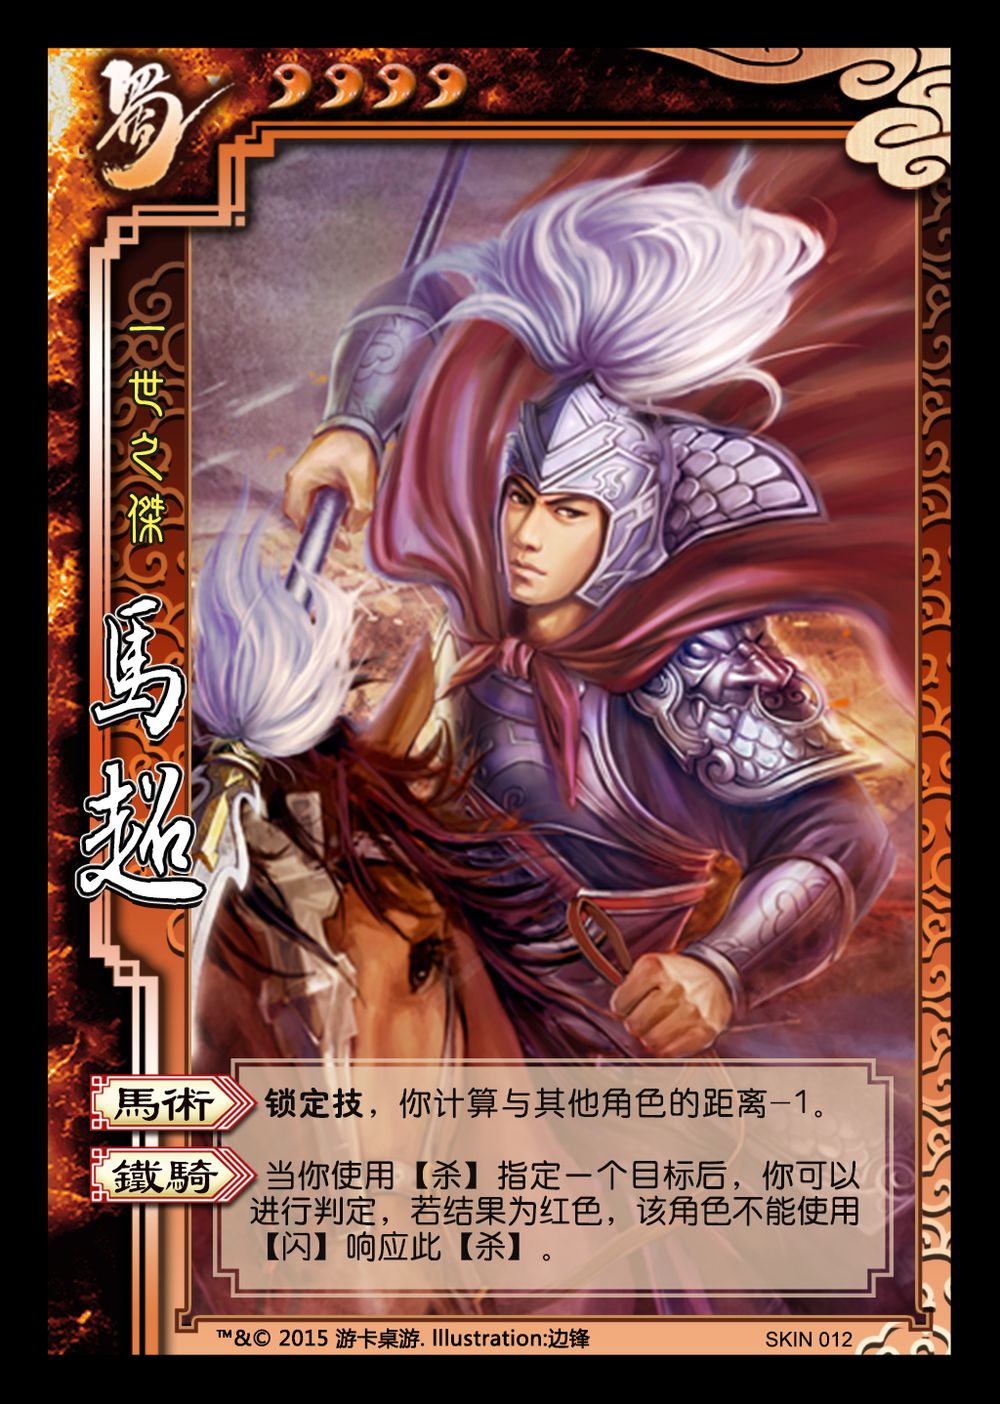 蜀
一世之傑
馬超
馬術
锁定技，你计算与其他角色的距离-1。
鐵騎
当你使用【杀】指定一个目标后，你可以
进行判定，若结果为红色，该角色不能使用
【闪】响应此【杀】。
™&© 2015 游卡桌游. Illustration:边锋
SKIN 012